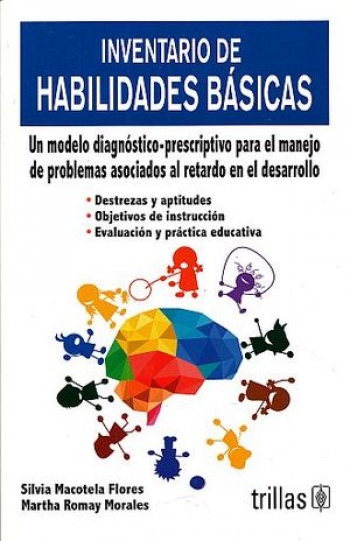 INVENTARIO DE
HABILIDADES BÁSICAS
Un modelo diagnóstico-prescriptivo para el manejo
de problemas asociados al retardo en el desarrollo
• Destrezas y aptitudes
• Objetivos de instrucción
• Evaluación y práctica educativa
Silvia Macotela Flores
Martha Romay Morales
trillas